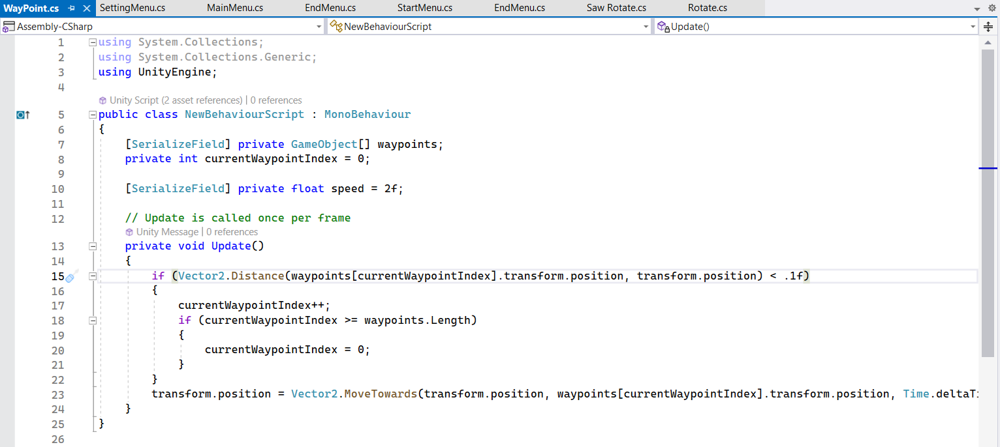 WayPoint.cs SettingMenu.cs MainMenu.cs EndMenu.cs StartMenu.cs EndMenu.cs Saw Rotate.cs Rotate.cs
Assembly-CSharp NewBehaviourScript Update()
1 using System.Collections;
2 using System.Collections.Generic;
3 using UnityEngine;
4
Unity Script (2 asset references) | 0 references
5 public class NewBehaviourScript : MonoBehaviour
6 {
7 [SerializeField] private GameObject[] waypoints;
8 private int currentWaypointIndex = 0;
9
10 [SerializeField] private float speed = 2f;
11
12 // Update is called once per frame
Unity Message | 0 references
13 private void Update()
14 {
15 if (Vector2.Distance(waypoints[currentWaypointIndex].transform.position, transform.position) < .1f)
16 {
17 currentWaypointIndex++;
18 if (currentWaypointIndex >= waypoints.Length)
19 {
20 currentWaypointIndex = 0;
21 }
22 }
23 transform.position = Vector2.MoveTowards(transform.position, waypoints[currentWaypointIndex].transform.position, Time.deltaTi
24 }
25 }
26